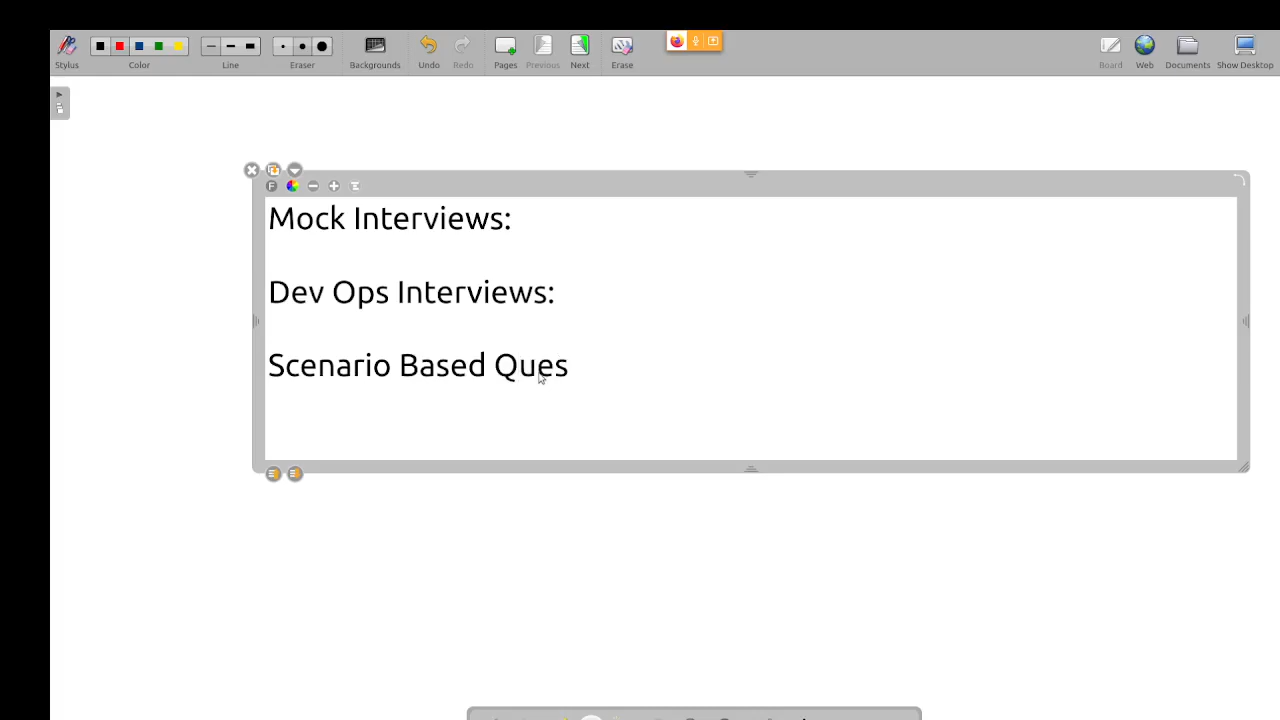 Stylus Color Line Eraser Backgrounds Undo Redo Pages Previous Next Erase Board Web Documents Show Desktop
F
Mock Interviews:
Dev Ops Interviews:
Scenario Based Ques